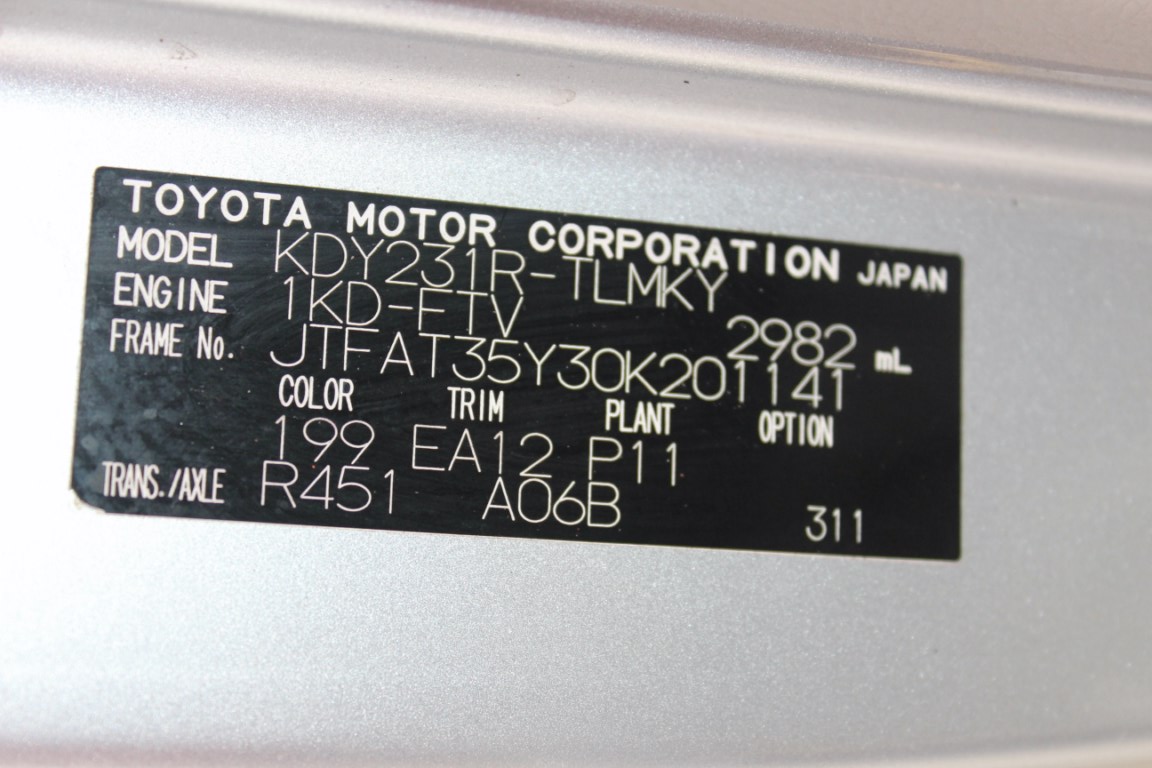 TOYOTA MOTOR CORPORATION JAPAN
MODEL KDY231R-TLMKY
ENGINE 1KD-FTV 2982 mL
FRAME No. JTFAT35Y30K201141
COLOR TRIM PLANT OPTION
199 EA12 P11
TRANS./AXLE R451 A06B 311